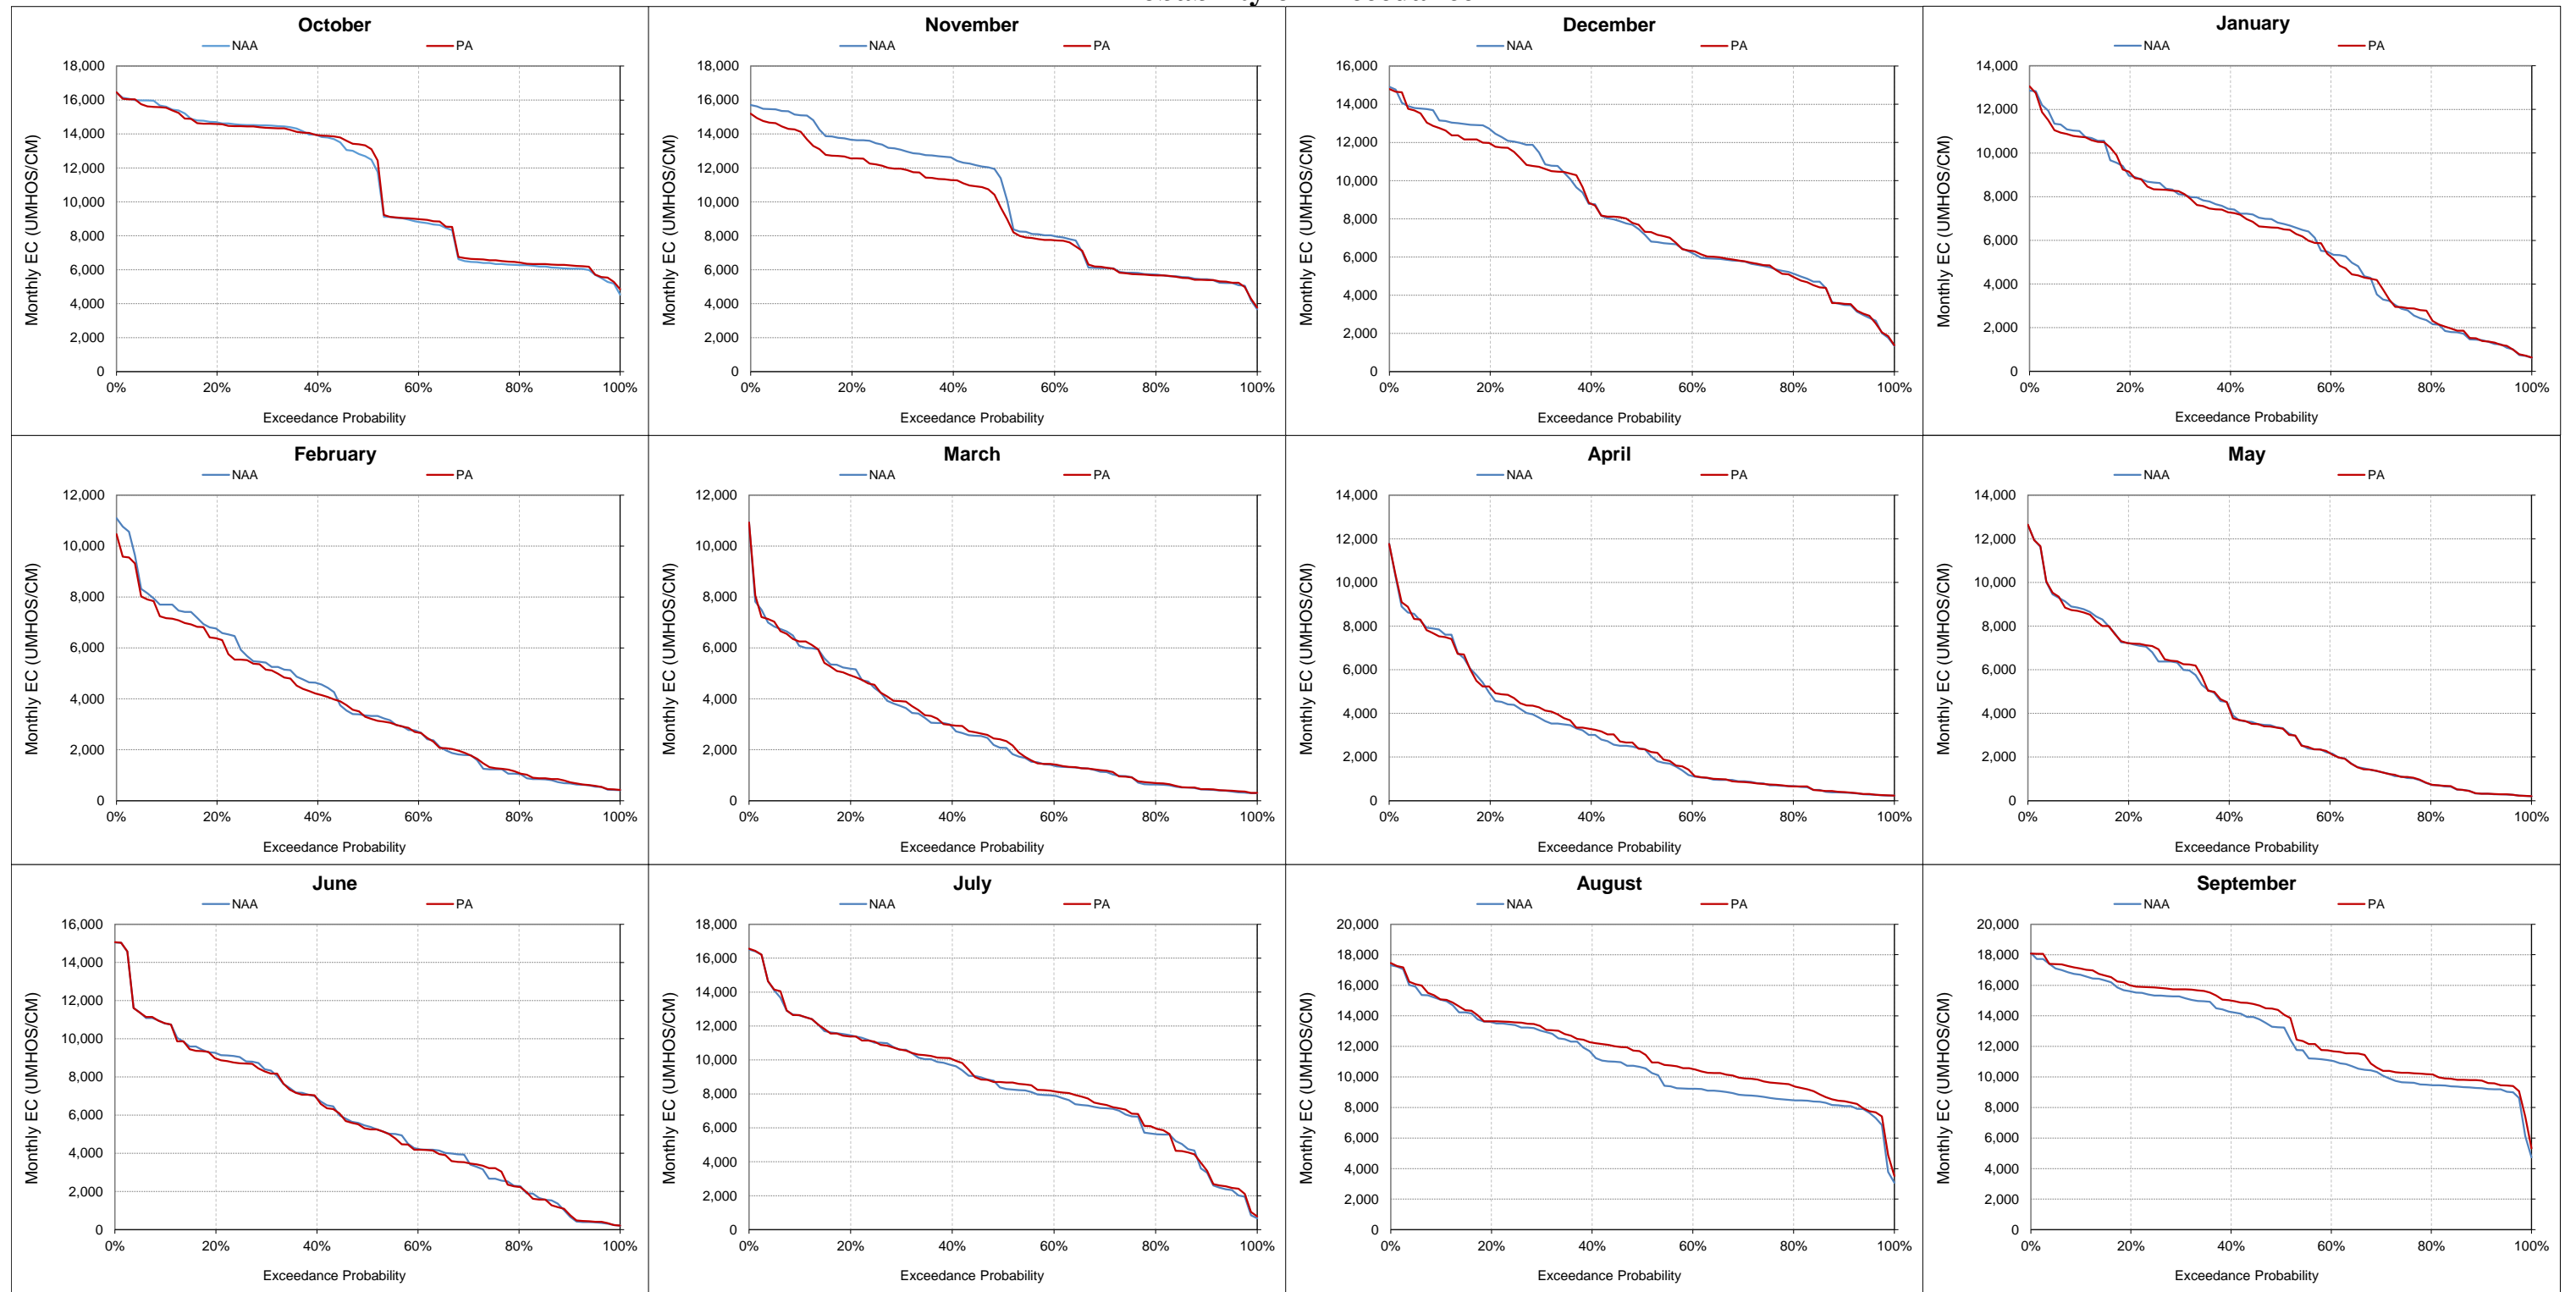 October November December January
NAA PA NAA PA NAA PA NAA PA
18,000 18,000 16,000 14,000
16,000 16,000 14,000 12,000
14,000 14,000 12,000 10,000
12,000 12,000 10,000 8,000
10,000 10,000 8,000 6,000
8,000 8,000 6,000 4,000
6,000 6,000 4,000 2,000
4,000 4,000 2,000 0
2,000 2,000 0
0 0
Monthly EC (UMHOS/CM) Monthly EC (UMHOS/CM) Monthly EC (UMHOS/CM) Monthly EC (UMHOS/CM)
0% 20% 40% 60% 80% 100% 0% 20% 40% 60% 80% 100% 0% 20% 40% 60% 80% 100% 0% 20% 40% 60% 80% 100%
Exceedance Probability Exceedance Probability Exceedance Probability Exceedance Probability
February March April May
NAA PA NAA PA NAA PA NAA PA
12,000 12,000 14,000 14,000
10,000 10,000 12,000 12,000
8,000 8,000 10,000 10,000
6,000 6,000 8,000 8,000
4,000 4,000 6,000 6,000
2,000 2,000 4,000 4,000
0 0 2,000 2,000
0 0
Monthly EC (UMHOS/CM) Monthly EC (UMHOS/CM) Monthly EC (UMHOS/CM) Monthly EC (UMHOS/CM)
0% 20% 40% 60% 80% 100% 0% 20% 40% 60% 80% 100% 0% 20% 40% 60% 80% 100% 0% 20% 40% 60% 80% 100%
Exceedance Probability Exceedance Probability Exceedance Probability Exceedance Probability
June July August September
NAA PA NAA PA NAA PA NAA PA
16,000 18,000 20,000 20,000
14,000 16,000 18,000 18,000
12,000 14,000 16,000 16,000
10,000 12,000 14,000 14,000
8,000 10,000 12,000 12,000
6,000 8,000 10,000 10,000
4,000 6,000 8,000 8,000
2,000 4,000 6,000 6,000
0 2,000 4,000 4,000
0 2,000 2,000
0 0
Monthly EC (UMHOS/CM) Monthly EC (UMHOS/CM) Monthly EC (UMHOS/CM) Monthly EC (UMHOS/CM)
0% 20% 40% 60% 80% 100% 0% 20% 40% 60% 80% 100% 0% 20% 40% 60% 80% 100% 0% 20% 40% 60% 80% 100%
Exceedance Probability Exceedance Probability Exceedance Probability Exceedance Probability